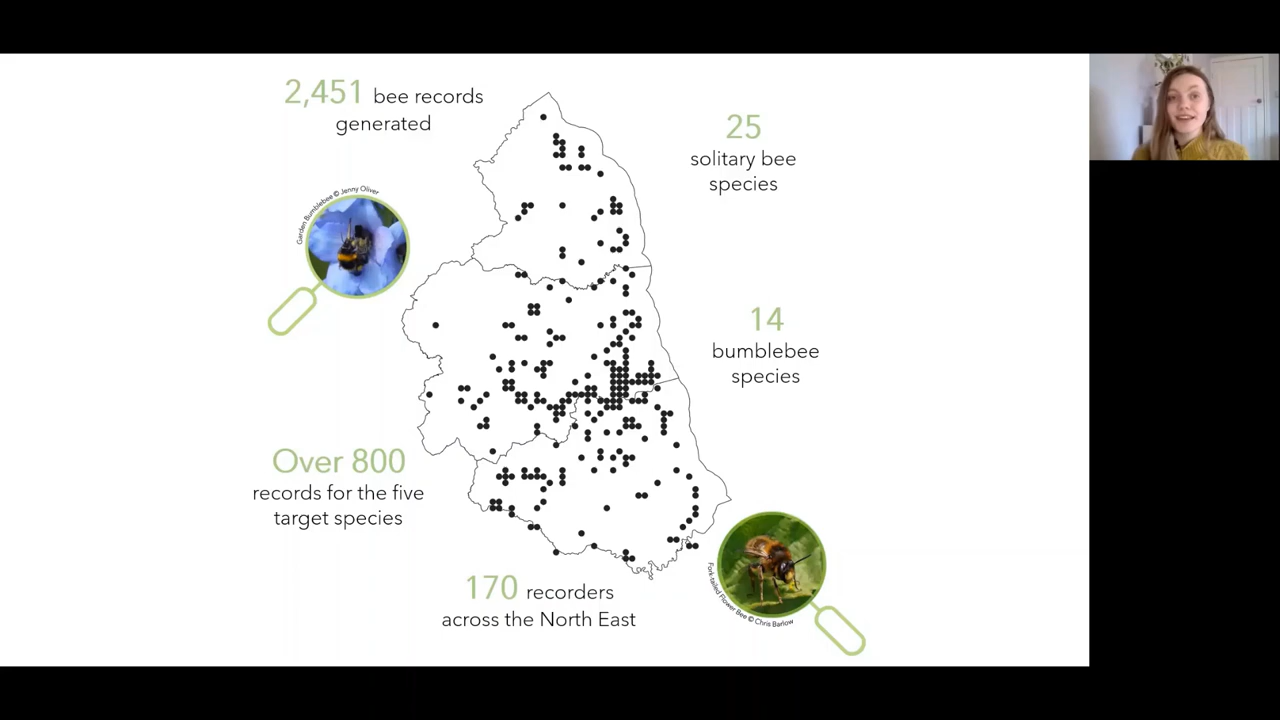 2,451 bee records
generated
25
solitary bee
species
Garden Bumblebee © Jenny Oliver
14
bumblebee
species
Over 800
records for the five
target species
170 recorders
across the North East
Fork-tailed Flower Bee © Chris Barlow